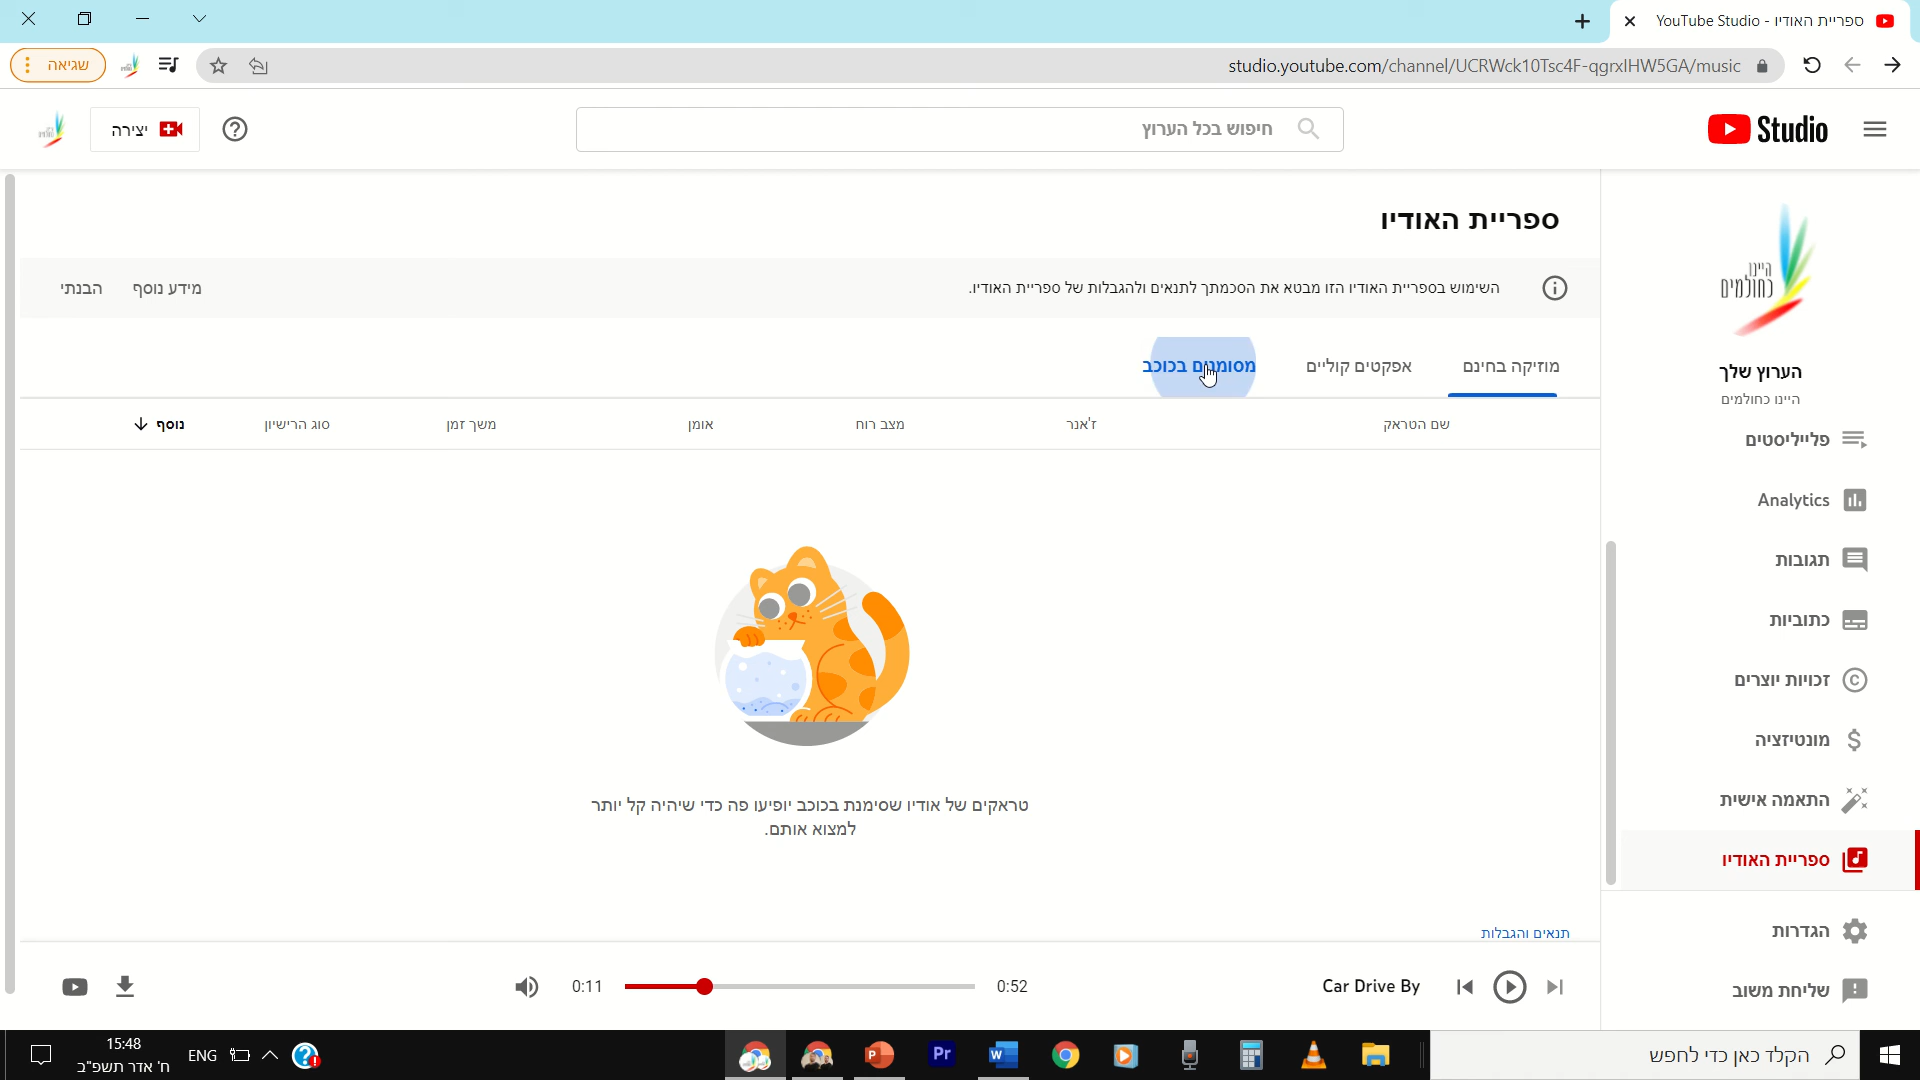 ספריית האודיו - YouTube Studio
studio.youtube.com/channel/UCRWck10Tsc4F-qgrxIHW5GA/music
שגיאה
Studio
חיפוש בכל הערוץ
יצירה
היינו
כחולמים
הערוץ שלך
היינו כחולמים
פלייליסטים
Analytics
תגובות
כתוביות
זכויות יוצרים
מונטיזציה
התאמה אישית
ספריית האודיו
הגדרות
שליחת משוב
ספריית האודיו
השימוש בספריית האודיו הזו מבטא את הסכמתך לתנאים ולהגבלות של ספריית האודיו.
מידע נוסף
הבנתי
מוזיקה בחינם
אפקטים קוליים
מסומנים בכוכב
שם הטראק
ז'אנר
מצב רוח
אומן
משך זמן
סוג הרישיון
נוסף
טראקים של אודיו שסימנת בכוכב יופיעו פה כדי שיהיה קל יותר
למצוא אותם.
תנאים והגבלות
Car Drive By
0:52
0:11
הקלד כאן כדי לחפש
ENG
15:48
ח' אדר תשפ"ב